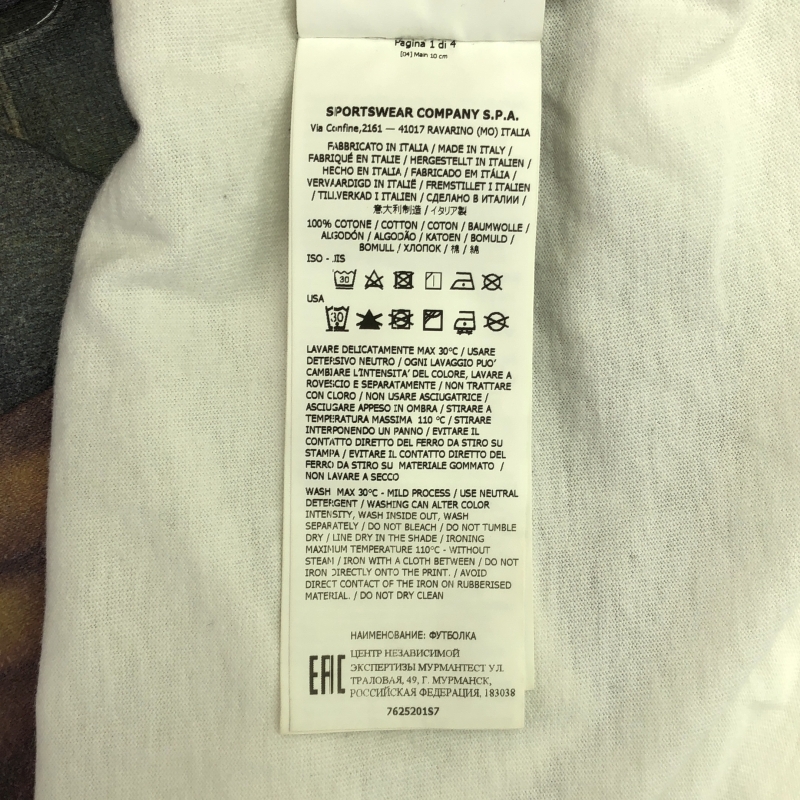 Pagina 1 di 4
[04] Main 10 cm
SPORTSWEAR COMPANY S.P.A.
Via Confine,2161 — 41017 RAVARINO (MO) ITALIA
FABBRICATO IN ITALIA / MADE IN ITALY /
FABRIQUÉ EN ITALIE / HERGESTELLT IN ITALIEN /
HECHO EN ITALIA / FABRICADO EM ITÁLIA /
VERVAARDIGD IN ITALIË / FREMSTILLET I ITALIEN
/ TILLVERKAD I ITALIEN / СДЕЛАНО В ИТАЛИИ /
意大利制造 / イタリア製
100% COTONE / COTTON / COTON / BAUMWOLLE /
ALGODÓN / ALGODÃO / KATOEN / BOMULD /
BOMULL / ХЛОПОК / 棉 / 綿
ISO - JIS
30
USA
30
LAVARE DELICATAMENTE MAX 30°C / USARE
DETERSIVO NEUTRO / OGNI LAVAGGIO PUO'
CAMBIARE L'INTENSITA' DEL COLORE, LAVARE A
ROVESCIO E SEPARATAMENTE / NON TRATTARE
CON CLORO / NON USARE ASCIUGATRICE /
ASCIUGARE APPESO IN OMBRA / STIRARE A
TEMPERATURA MASSIMA 110 °C / STIRARE
INTERPONENDO UN PANNO / EVITARE IL
CONTATTO DIRETTO DEL FERRO DA STIRO SU
STAMPA / EVITARE IL CONTATTO DIRETTO DEL
FERRO DA STIRO SU MATERIALE GOMMATO /
NON LAVARE A SECCO
WASH MAX 30°C - MILD PROCESS / USE NEUTRAL
DETERGENT / WASHING CAN ALTER COLOR
INTENSITY, WASH INSIDE OUT, WASH
SEPARATELY / DO NOT BLEACH / DO NOT TUMBLE
DRY / LINE DRY IN THE SHADE / IRONING
MAXIMUM TEMPERATURE 110°C - WITHOUT
STEAM / IRON WITH A CLOTH BETWEEN / DO NOT
IRON DIRECTLY ONTO THE PRINT. / AVOID
DIRECT CONTACT OF THE IRON ON RUBBERISED
MATERIAL. / DO NOT DRY CLEAN
НАИМЕНОВАНИЕ: ФУТБОЛКА
EAC
ЦЕНТР НЕЗАВИСИМОЙ
ЭКСПЕРТИЗЫ МУРМАНТЕСТ УЛ.
ТРАЛОВАЯ, 49, Г. МУРМАНСК,
РОССИЙСКАЯ ФЕДЕРАЦИЯ, 183038
7625201S7